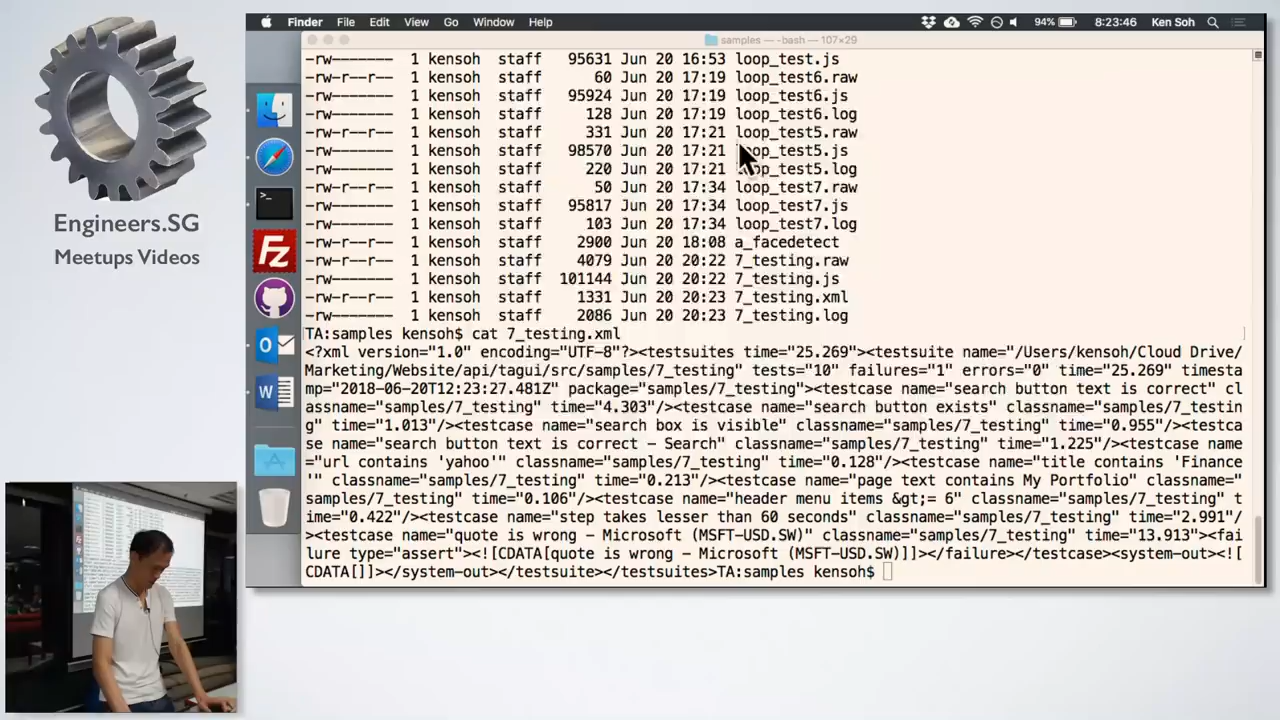 Finder File Edit View Go Window Help 94% 8:23:46 Ken Soh
samples — -bash — 107×29
-rw------- 1 kensoh staff 95631 Jun 20 16:53 loop_test.js
-rw-r--r-- 1 kensoh staff 60 Jun 20 17:19 loop_test6.raw
-rw------- 1 kensoh staff 95924 Jun 20 17:19 loop_test6.js
-rw-r--r-- 1 kensoh staff 128 Jun 20 17:19 loop_test6.log
-rw-r--r-- 1 kensoh staff 331 Jun 20 17:21 loop_test5.raw
-rw------- 1 kensoh staff 98570 Jun 20 17:21 loop_test5.js
-rw-r--r-- 1 kensoh staff 220 Jun 20 17:21 loop_test5.log
-rw-r--r-- 1 kensoh staff 50 Jun 20 17:34 loop_test7.raw
-rw------- 1 kensoh staff 95817 Jun 20 17:34 loop_test7.js
-rw-r--r-- 1 kensoh staff 103 Jun 20 17:34 loop_test7.log
-rw-r--r-- 1 kensoh staff 2900 Jun 20 18:08 a_facedetect
-rw-r--r-- 1 kensoh staff 4079 Jun 20 20:22 7_testing.raw
-rw------- 1 kensoh staff 101144 Jun 20 20:22 7_testing.js
-rw-r--r-- 1 kensoh staff 1331 Jun 20 20:23 7_testing.xml
-rw-r--r-- 1 kensoh staff 2086 Jun 20 20:23 7_testing.log
TA:samples kensoh$ cat 7_testing.xml
<?xml version="1.0" encoding="UTF-8"?><testsuites time="25.269"><testsuite name="/Users/kensoh/Cloud Drive/
Marketing/Website/api/tagui/src/samples/7_testing" tests="10" failures="1" errors="0" time="25.269" timesta
mp="2018-06-20T12:23:27.481Z" package="samples/7_testing"><testcase name="search button text is correct" cl
assname="samples/7_testing" time="4.303"/><testcase name="search button exists" classname="samples/7_testin
g" time="1.013"/><testcase name="search box is visible" classname="samples/7_testing" time="0.955"/><testca
se name="search button text is correct - Search" classname="samples/7_testing" time="1.225"/><testcase name
="url contains 'yahoo'" classname="samples/7_testing" time="0.128"/><testcase name="title contains 'Finance
'" classname="samples/7_testing" time="0.213"/><testcase name="page text contains My Portfolio" classname="
samples/7_testing" time="0.106"/><testcase name="header menu items &gt;= 6" classname="samples/7_testing" t
ime="0.422"/><testcase name="step takes lesser than 60 seconds" classname="samples/7_testing" time="2.991"/
><testcase name="quote is wrong - Microsoft (MSFT-USD.SW)" classname="samples/7_testing" time="13.913"><fai
lure type="assert"><![CDATA[quote is wrong - Microsoft (MSFT-USD.SW)]]></failure></testcase><system-out><![
CDATA[]]></system-out></testsuite></testsuites>TA:samples kensoh$
Engineers.SG
Meetups Videos